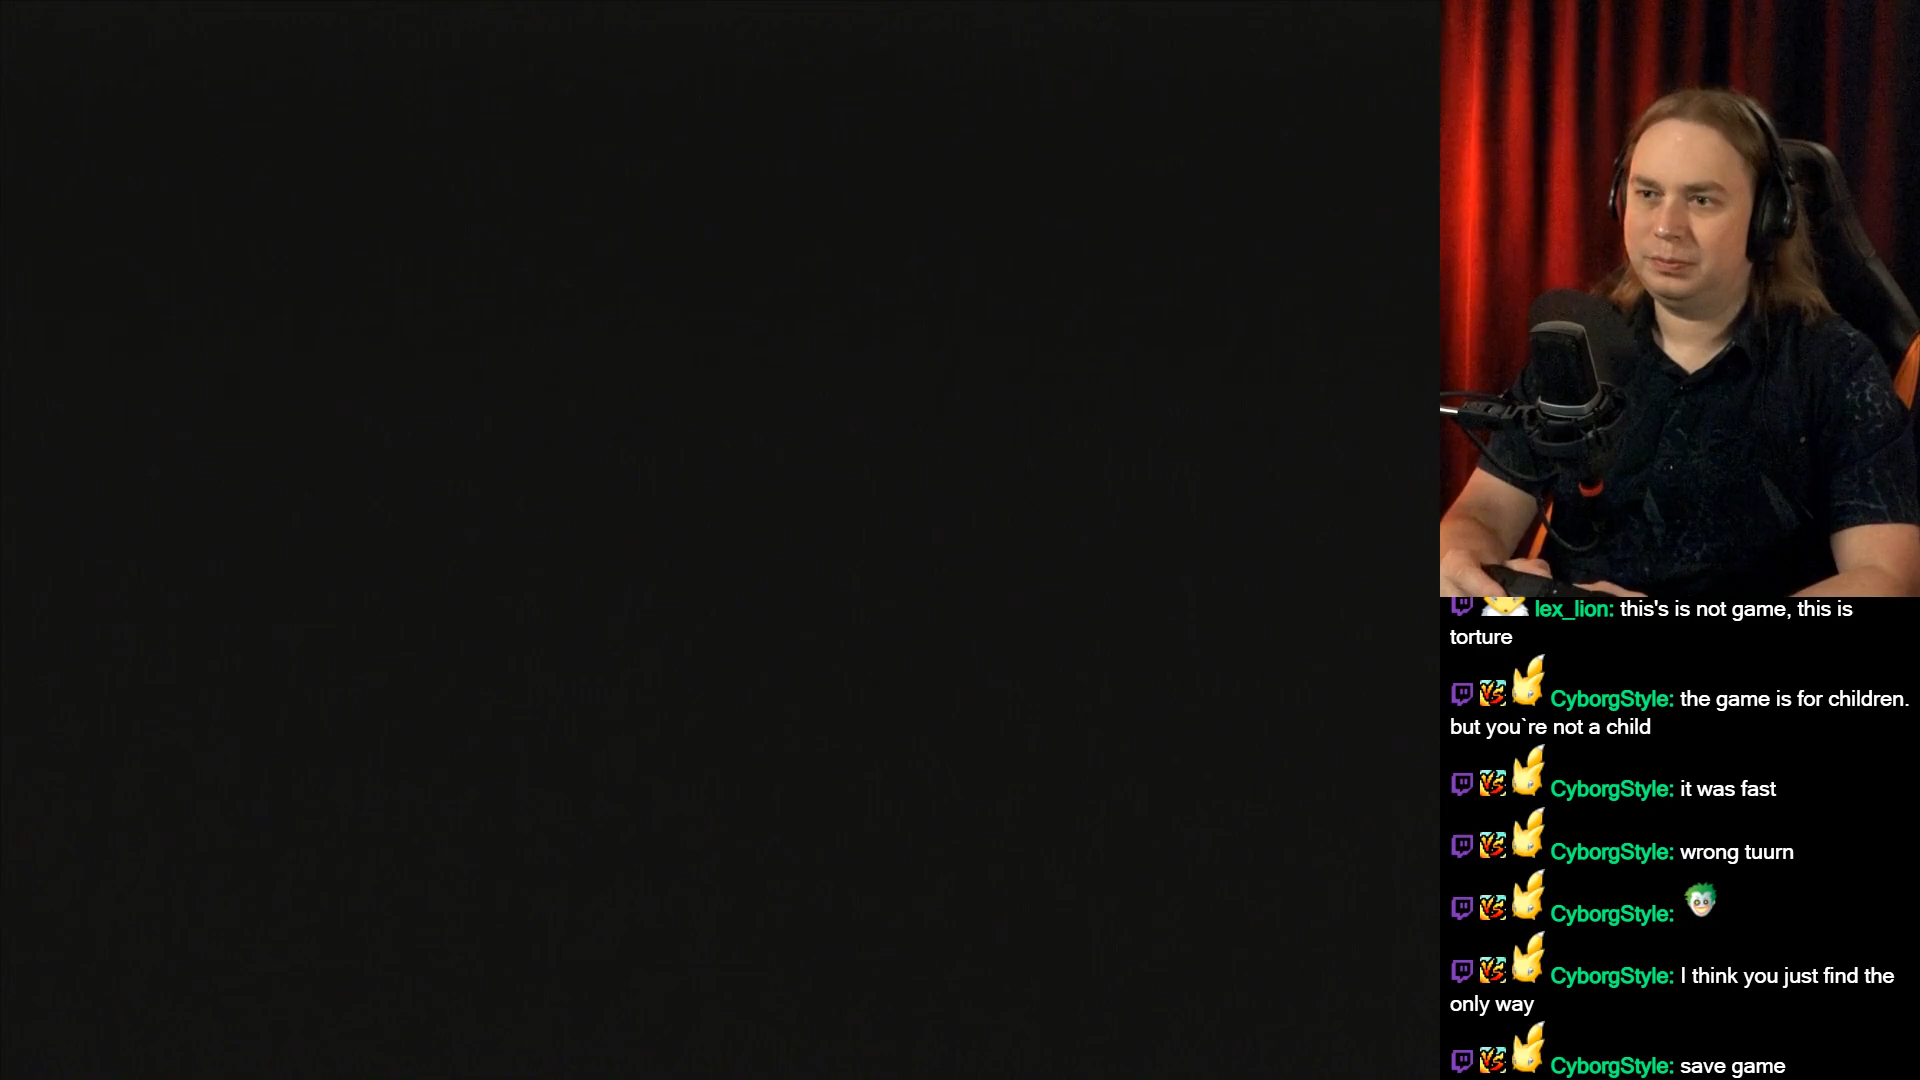 lex_lion: this's is not game, this is
torture
CyborgStyle: the game is for children.
but you`re not a child
CyborgStyle: it was fast
CyborgStyle: wrong tuurn
CyborgStyle:
CyborgStyle: I think you just find the
only way
CyborgStyle: save game